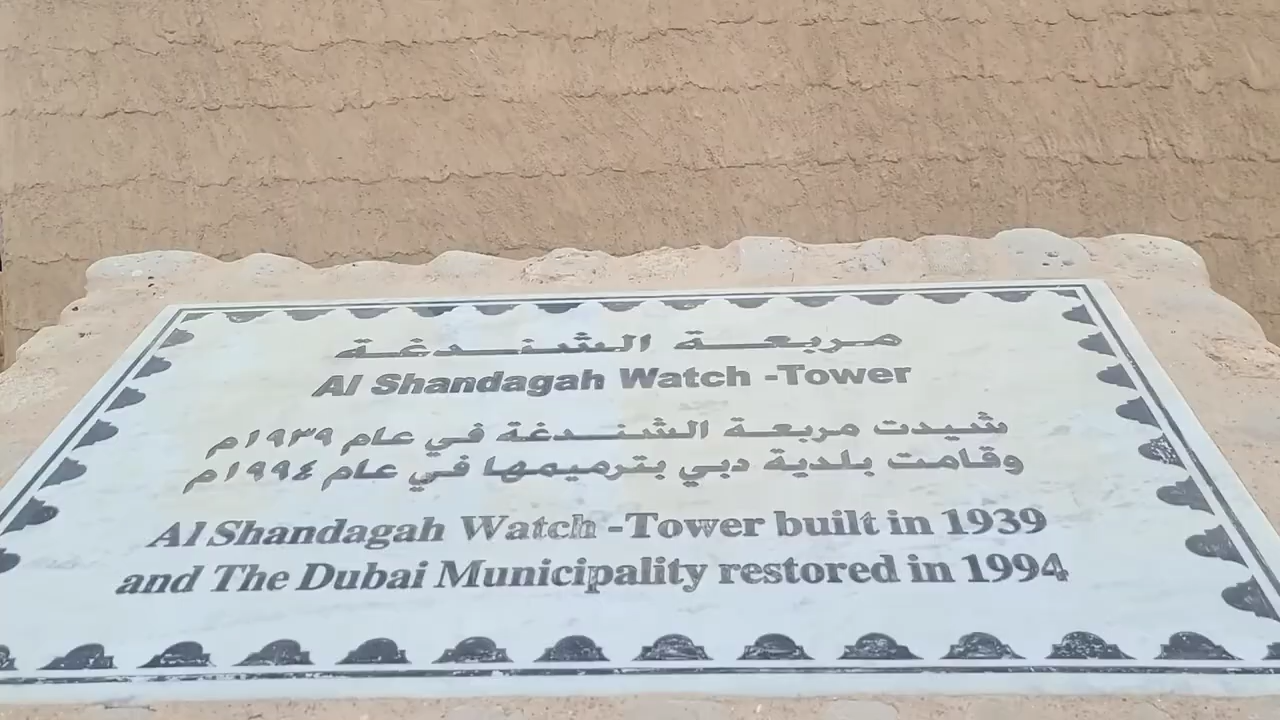 مربعة الشندغة
Al Shandagah Watch -Tower
شيدت مربعة الشندغة في عام ١٩٣٩م
وقامت بلدية دبي بترميمها في عام ١٩٩٤م
Al Shandagah Watch -Tower built in 1939
and The Dubai Municipality restored in 1994